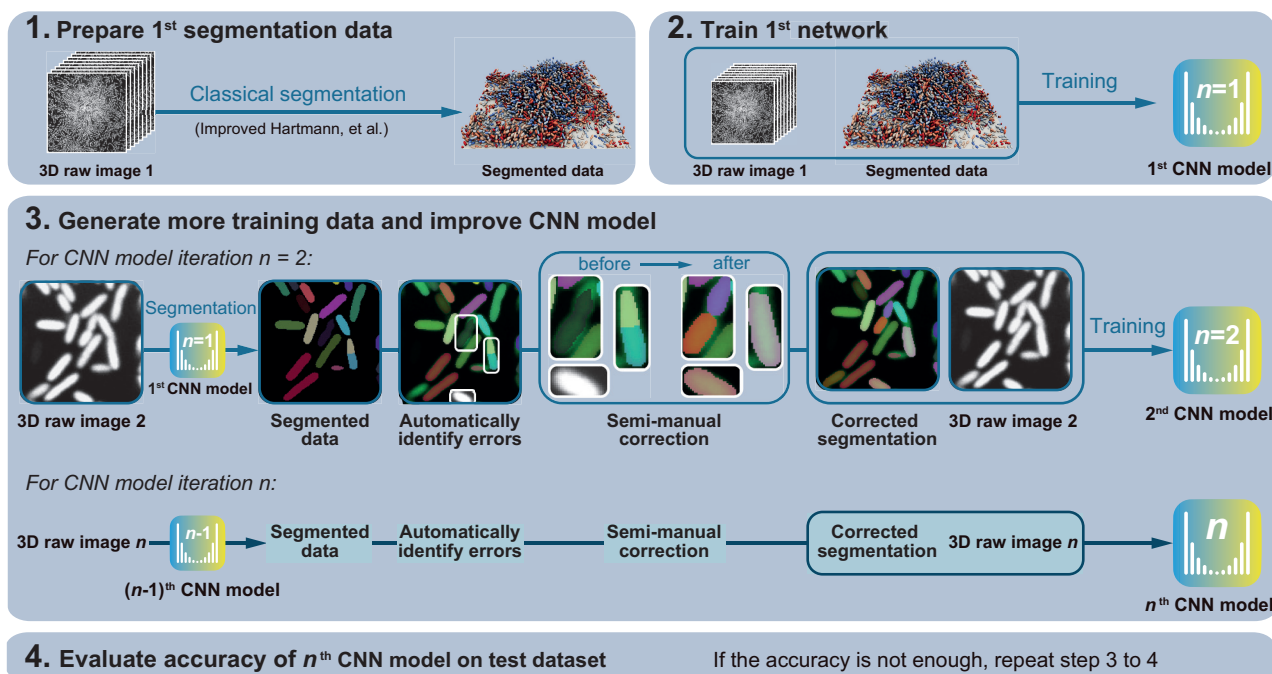 1. Prepare 1st segmentation data
Classical segmentation
(Improved Hartmann, et al.)
3D raw image 1
Segmented data
2. Train 1st network
Training
n=1
3D raw image 1
Segmented data
1st CNN model
3. Generate more training data and improve CNN model
For CNN model iteration n = 2:
before
after
Segmentation
n=1
1st CNN model
Training
n=2
3D raw image 2
Segmented
data
Automatically
identify errors
Semi-manual
correction
Corrected
segmentation
3D raw image 2
2nd CNN model
For CNN model iteration n:
3D raw image n
n-1
(n-1)th CNN model
Segmented
data
Automatically
identify errors
Semi-manual
correction
Corrected
segmentation
3D raw image n
n
nth CNN model
4. Evaluate accuracy of nth CNN model on test dataset
If the accuracy is not enough, repeat step 3 to 4